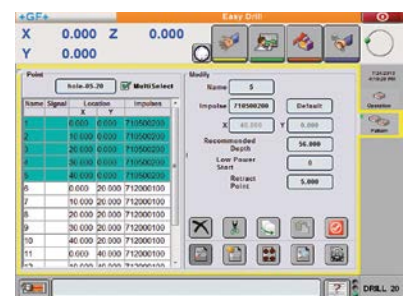 +GF+ Easy Drill
X 0.000 Z 0.000
Y 0.000
Point
hole-05.20 MultiSelect
Name Signal Location Impulses
X Y
1 0.000 0.000 710500200
2 10.000 0.000 710500200
3 20.000 0.000 710500200
4 30.000 0.000 710500200
5 40.000 0.000 710500200
6 0.000 20.000 712000100
7 10.000 20.000 712000100
8 20.000 20.000 712000100
9 30.000 20.000 712000100
10 40.000 20.000 712000100
11 0.000 40.000 712000100
Modify
Name 5
Impulse 710500200 Default
X 40.000 Y 0.000
Recommended Depth 56.000
Low Power Start 0
Retract Point 5.000
Operation
Pattern
? DRILL 20